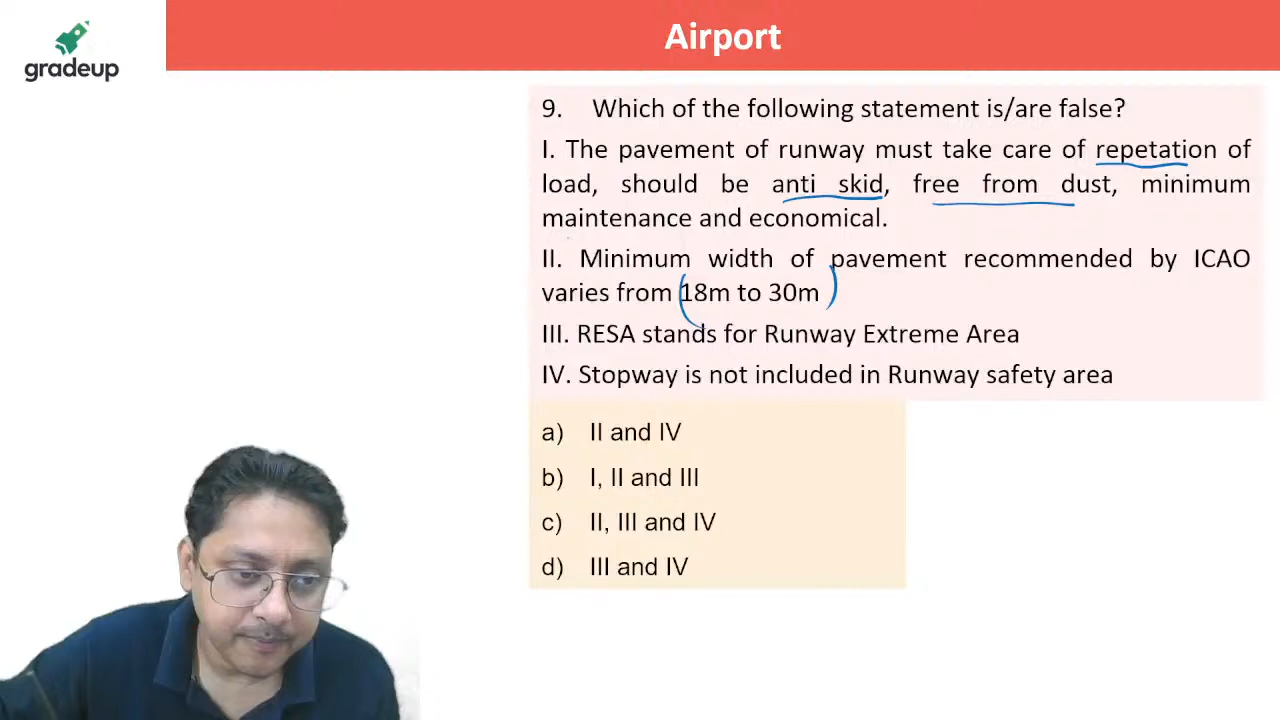 Airport
gradeup
9. Which of the following statement is/are false?
I. The pavement of runway must take care of repetation of
load, should be anti skid, free from dust, minimum
maintenance and economical.
II. Minimum width of pavement recommended by ICAO
varies from 18m to 30m
III. RESA stands for Runway Extreme Area
IV. Stopway is not included in Runway safety area
a) II and IV
b) I, II and III
c) II, III and IV
d) III and IV